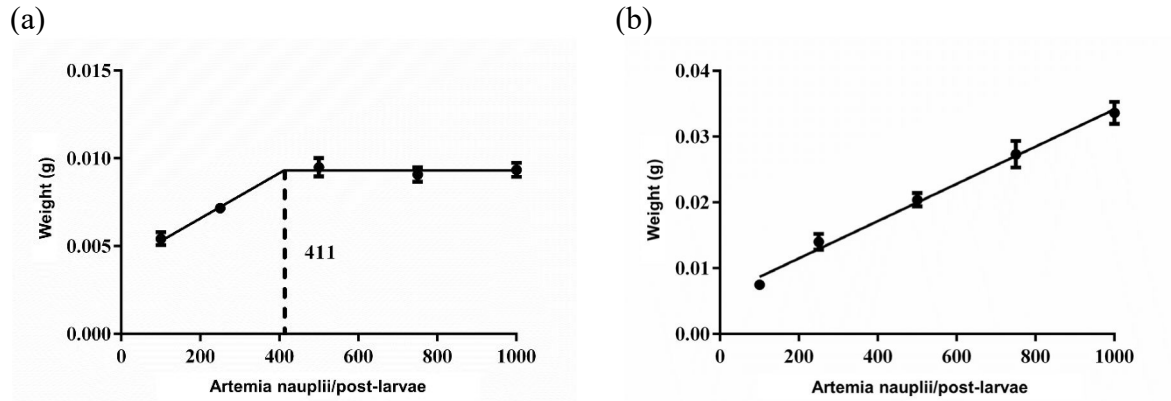 (a)
0.015
0.010
0.005
0.000
Weight (g)
411
0 200 400 600 800 1000
Artemia nauplii/post-larvae
(b)
0.04
0.03
0.02
0.01
0.00
Weight (g)
0 200 400 600 800 1000
Artemia nauplii/post-larvae